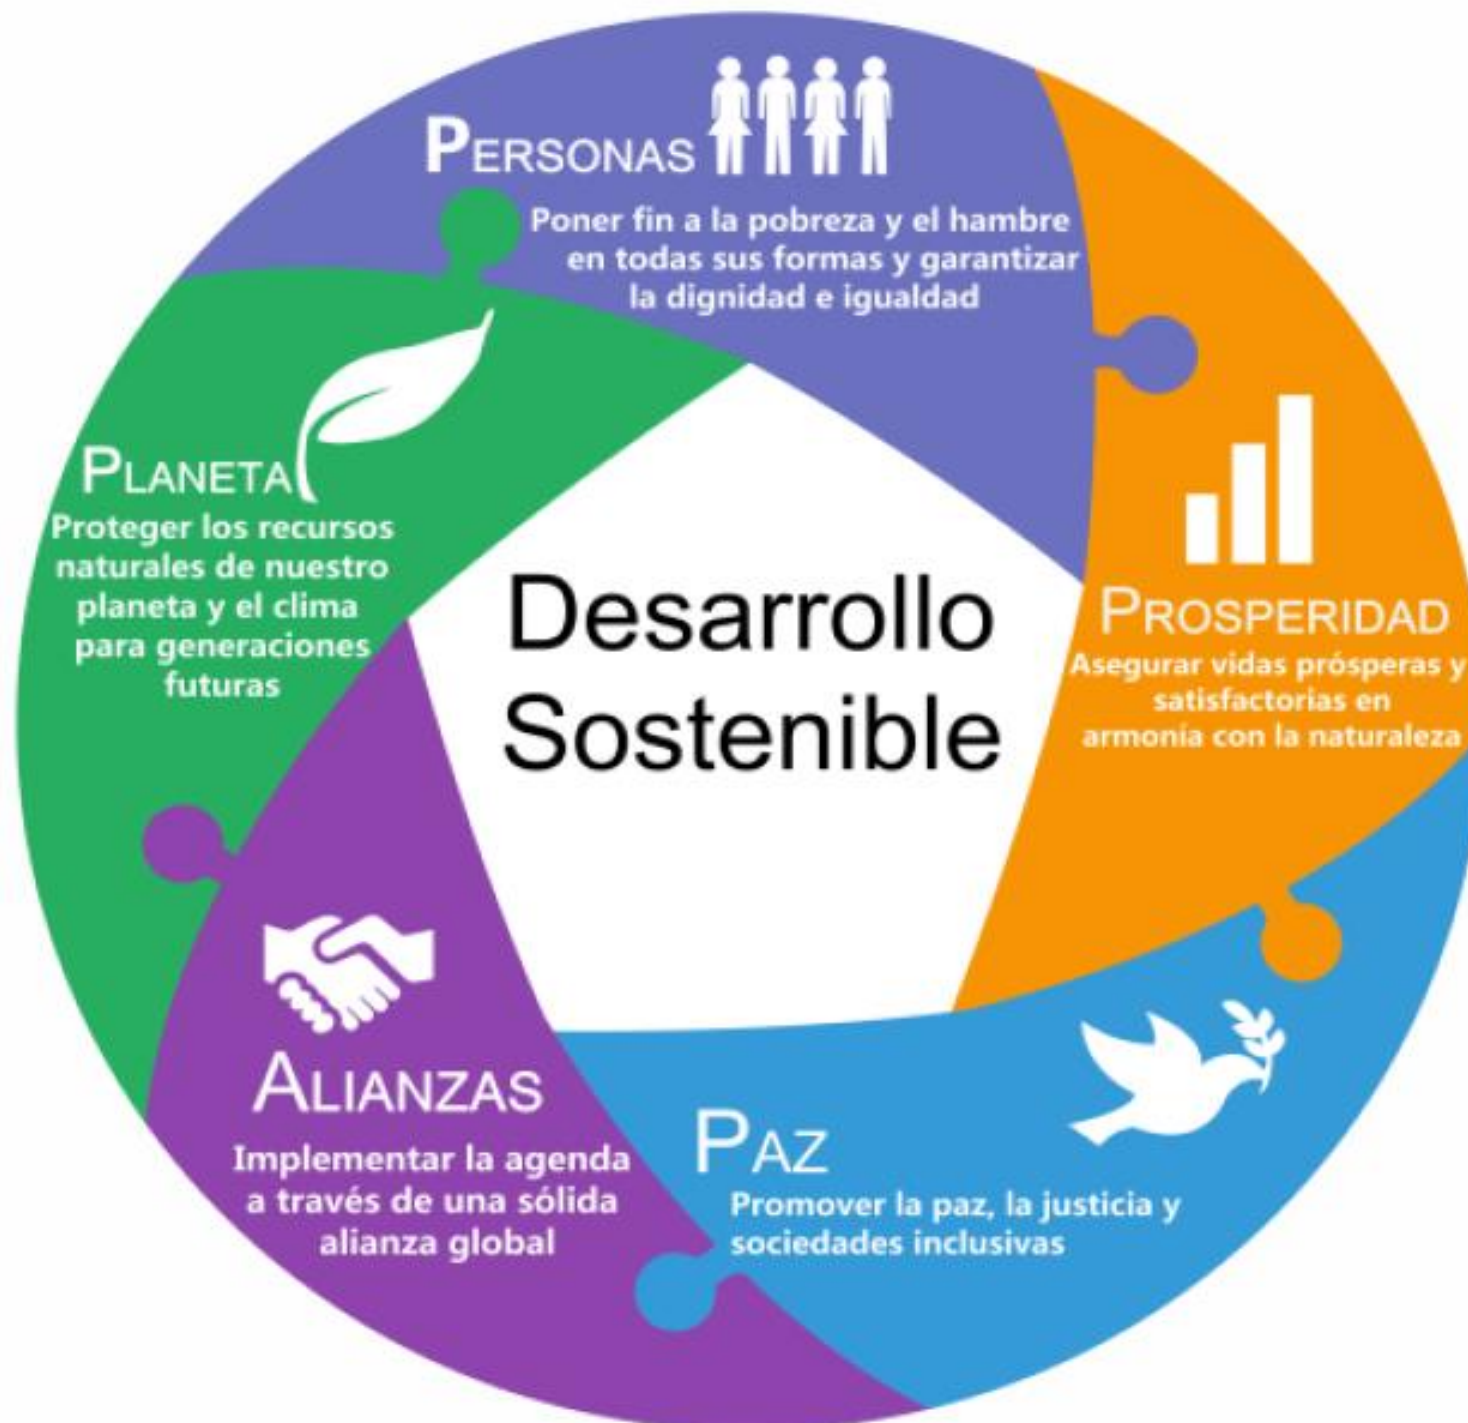 PERSONAS
Poner fin a la pobreza y el hambre
en todas sus formas y garantizar
la dignidad e igualdad
PROSPERIDAD
Asegurar vidas prósperas y
satisfactorias en
armonía con la naturaleza
PAZ
Promover la paz, la justicia y
sociedades inclusivas
ALIANZAS
Implementar la agenda
a través de una sólida
alianza global
PLANETA
Proteger los recursos
naturales de nuestro
planeta y el clima
para generaciones
futuras
Desarrollo
Sostenible